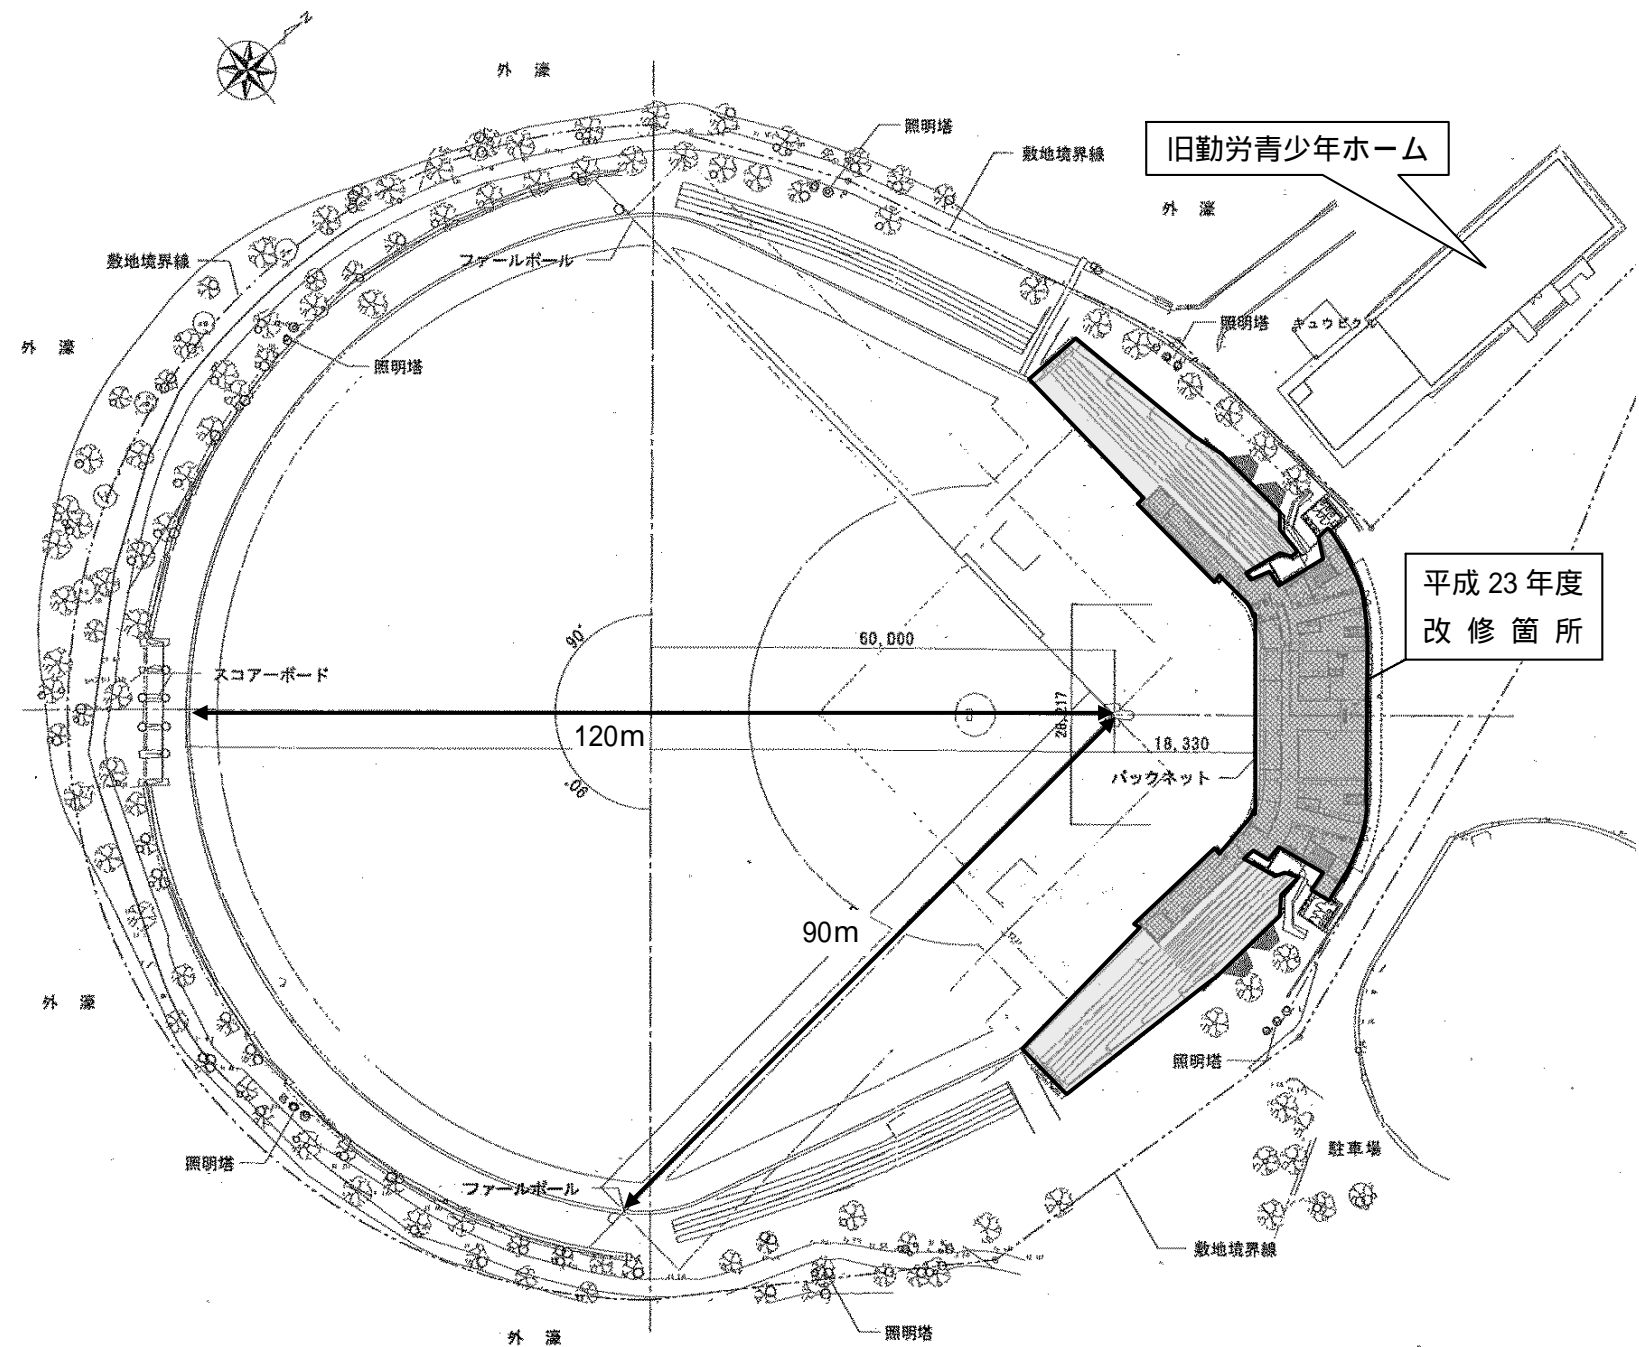 N
外 濠
照明塔
敷地境界線
旧勤労青少年ホーム
外 濠
敷地境界線
ファールポール
照明塔
キュウビクル
外 濠
照明塔
平成 23 年度
改 修 箇 所
90°
60,000
スコアーボード
28,217
120m
18,330
バックネット
90°
90m
外 濠
照明塔
駐車場
照明塔
ファールポール
敷地境界線
外 濠
照明塔